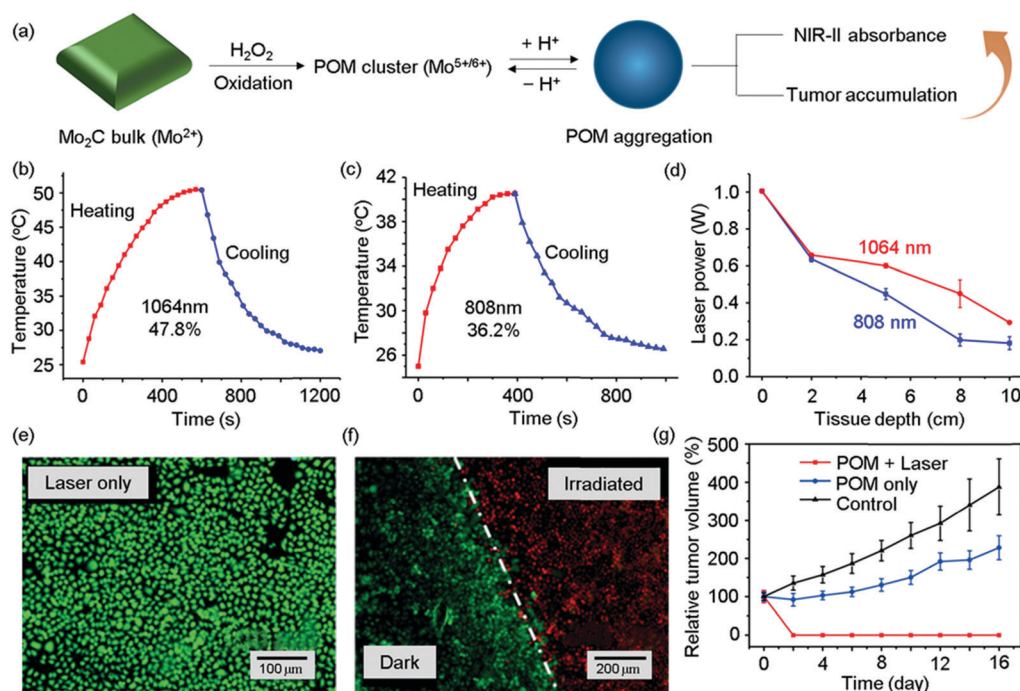 (a)
H₂O₂
Oxidation
POM cluster (Mo⁵⁺/⁶⁺)
+ H⁺
− H⁺
NIR-II absorbance
Tumor accumulation
Mo₂C bulk (Mo²⁺)
POM aggregation
(b)
50
45
40
35
30
25
Temperature (°C)
Heating
Cooling
1064nm
47.8%
0 400 800 1200
Time (s)
(c)
42
38
34
30
26
Temperature (°C)
Heating
Cooling
808nm
36.2%
0 400 800
Time (s)
(d)
1.0
0.8
0.6
0.4
0.2
0.0
Laser power (W)
1064 nm
808 nm
0 2 4 6 8 10
Tissue depth (cm)
(e)
Laser only
100 μm
(f)
Irradiated
Dark
200 μm
(g)
500
400
300
200
100
0
Relative tumor volume (%)
POM + Laser
POM only
Control
0 4 8 12 16
Time (day)